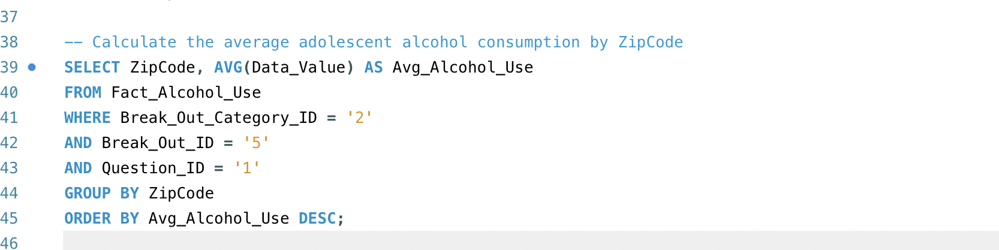 37
38 -- Calculate the average adolescent alcohol consumption by ZipCode
39 SELECT ZipCode, AVG(Data_Value) AS Avg_Alcohol_Use
40 FROM Fact_Alcohol_Use
41 WHERE Break_Out_Category_ID = '2'
42 AND Break_Out_ID = '5'
43 AND Question_ID = '1'
44 GROUP BY ZipCode
45 ORDER BY Avg_Alcohol_Use DESC;
46